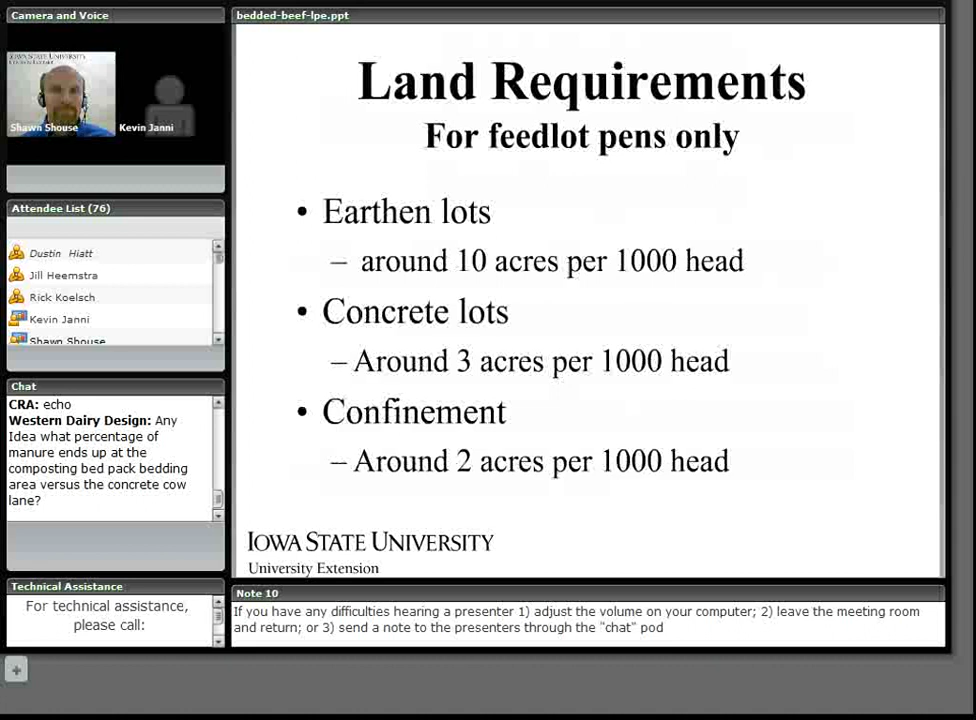 Camera and Voice
IOWA STATE UNIVERSITY
Shawn Shouse
Kevin Janni
Attendee List (76)
Dustin Hiatt
Jill Heemstra
Rick Koelsch
Kevin Janni
Shawn Shouse
Chat
CRA: echo
Western Dairy Design: Any
Idea what percentage of
manure ends up at the
composting bed pack bedding
area versus the concrete cow
lane?
Technical Assistance
For technical assistance,
please call:
bedded-beef-lpe.ppt
Land Requirements
For feedlot pens only
• Earthen lots
– around 10 acres per 1000 head
• Concrete lots
– Around 3 acres per 1000 head
• Confinement
– Around 2 acres per 1000 head
IOWA STATE UNIVERSITY
University Extension
Note 10
If you have any difficulties hearing a presenter 1) adjust the volume on your computer; 2) leave the meeting room
and return; or 3) send a note to the presenters through the "chat" pod